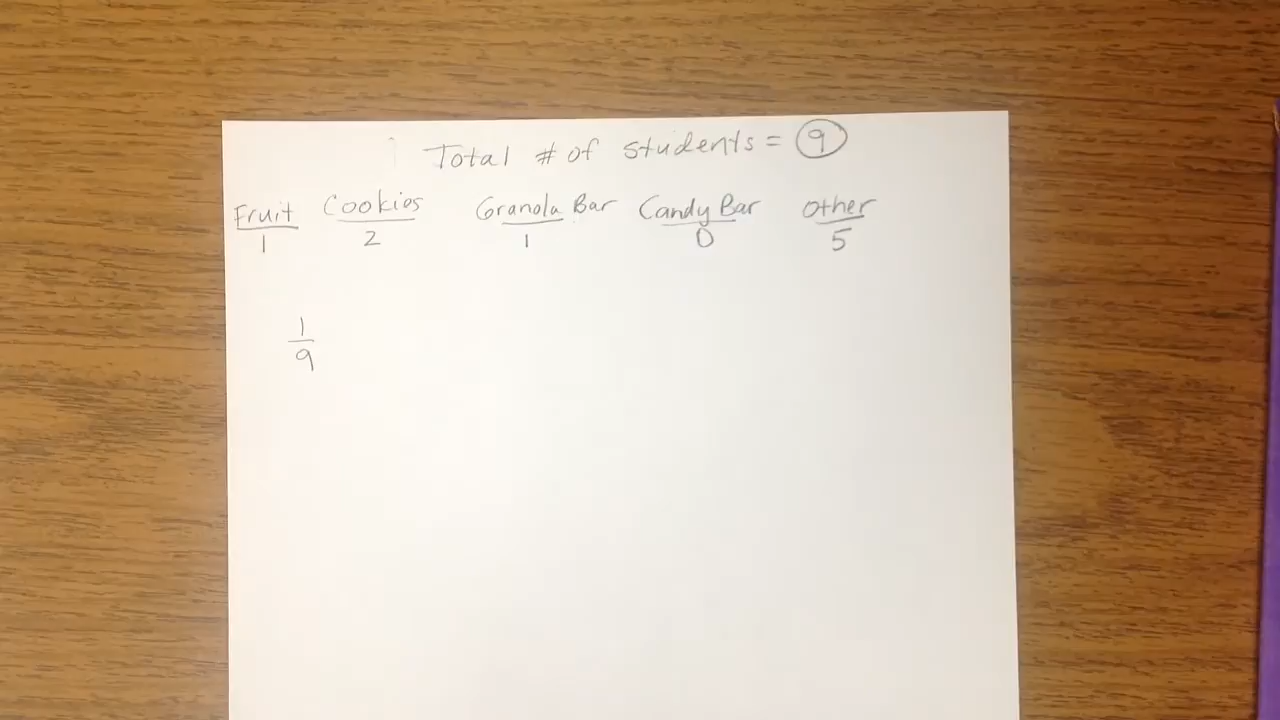 Total # of students = 9
Fruit Cookies Granola Bar Candy Bar Other
1 2 1 0 5
1
9